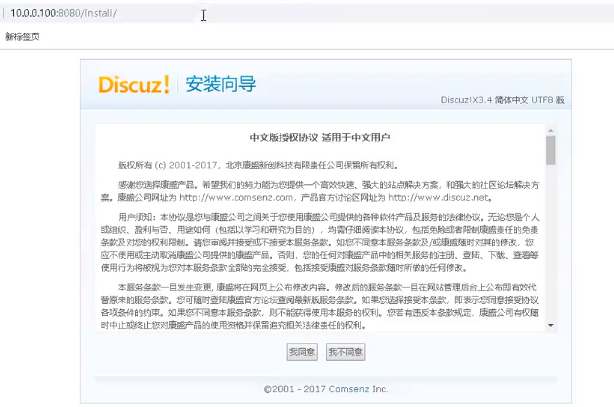 10.0.0.100:8080/install/
新标签页
Discuz! 安装向导
Discuz!X3.4 简体中文 UTF8 版
中文版授权协议 适用于中文用户
版权所有 (c) 2001-2017，北京康盛新创科技有限责任公司保留所有权利。
感谢您选择康盛产品。希望我们的努力能为您提供一个高效快速、强大的站点解决方案，和强大的社区论坛解决方
案。康盛公司网址为 http://www.comsenz.com，产品官方讨论区网址为 http://www.discuz.net。
用户须知：本协议是您与康盛公司之间关于您使用康盛公司提供的各种软件产品及服务的法律协议。无论您是个人
或组织、盈利与否、用途如何（包括以学习和研究为目的），均需仔细阅读本协议，包括免除或者限制康盛责任的免责
条款及对您的权利限制。请您审阅并接受或不接受本服务条款。如您不同意本服务条款及/或康盛随时对其的修改，您
应不使用或主动取消康盛公司提供的康盛产品。否则，您的任何对康盛产品中的相关服务的注册、登陆、下载、查看等
使用行为将被视为您对本服务条款全部的完全接受，包括接受康盛对服务条款随时所做的任何修改。
本服务条款一旦发生变更, 康盛将在网页上公布修改内容。修改后的服务条款一旦在网站管理后台上公布即有效代
替原来的服务条款。您可随时登陆康盛官方论坛查阅最新版服务条款。如果您选择接受本条款，即表示您同意接受协议
各项条件的约束。如果您不同意本服务条款，则不能获得使用本服务的权利。您若有违反本条款规定，康盛公司有权随
时中止或终止您对康盛产品的使用资格并保留追究相关法律责任的权利。
我同意 我不同意
©2001 - 2017 Comsenz Inc.